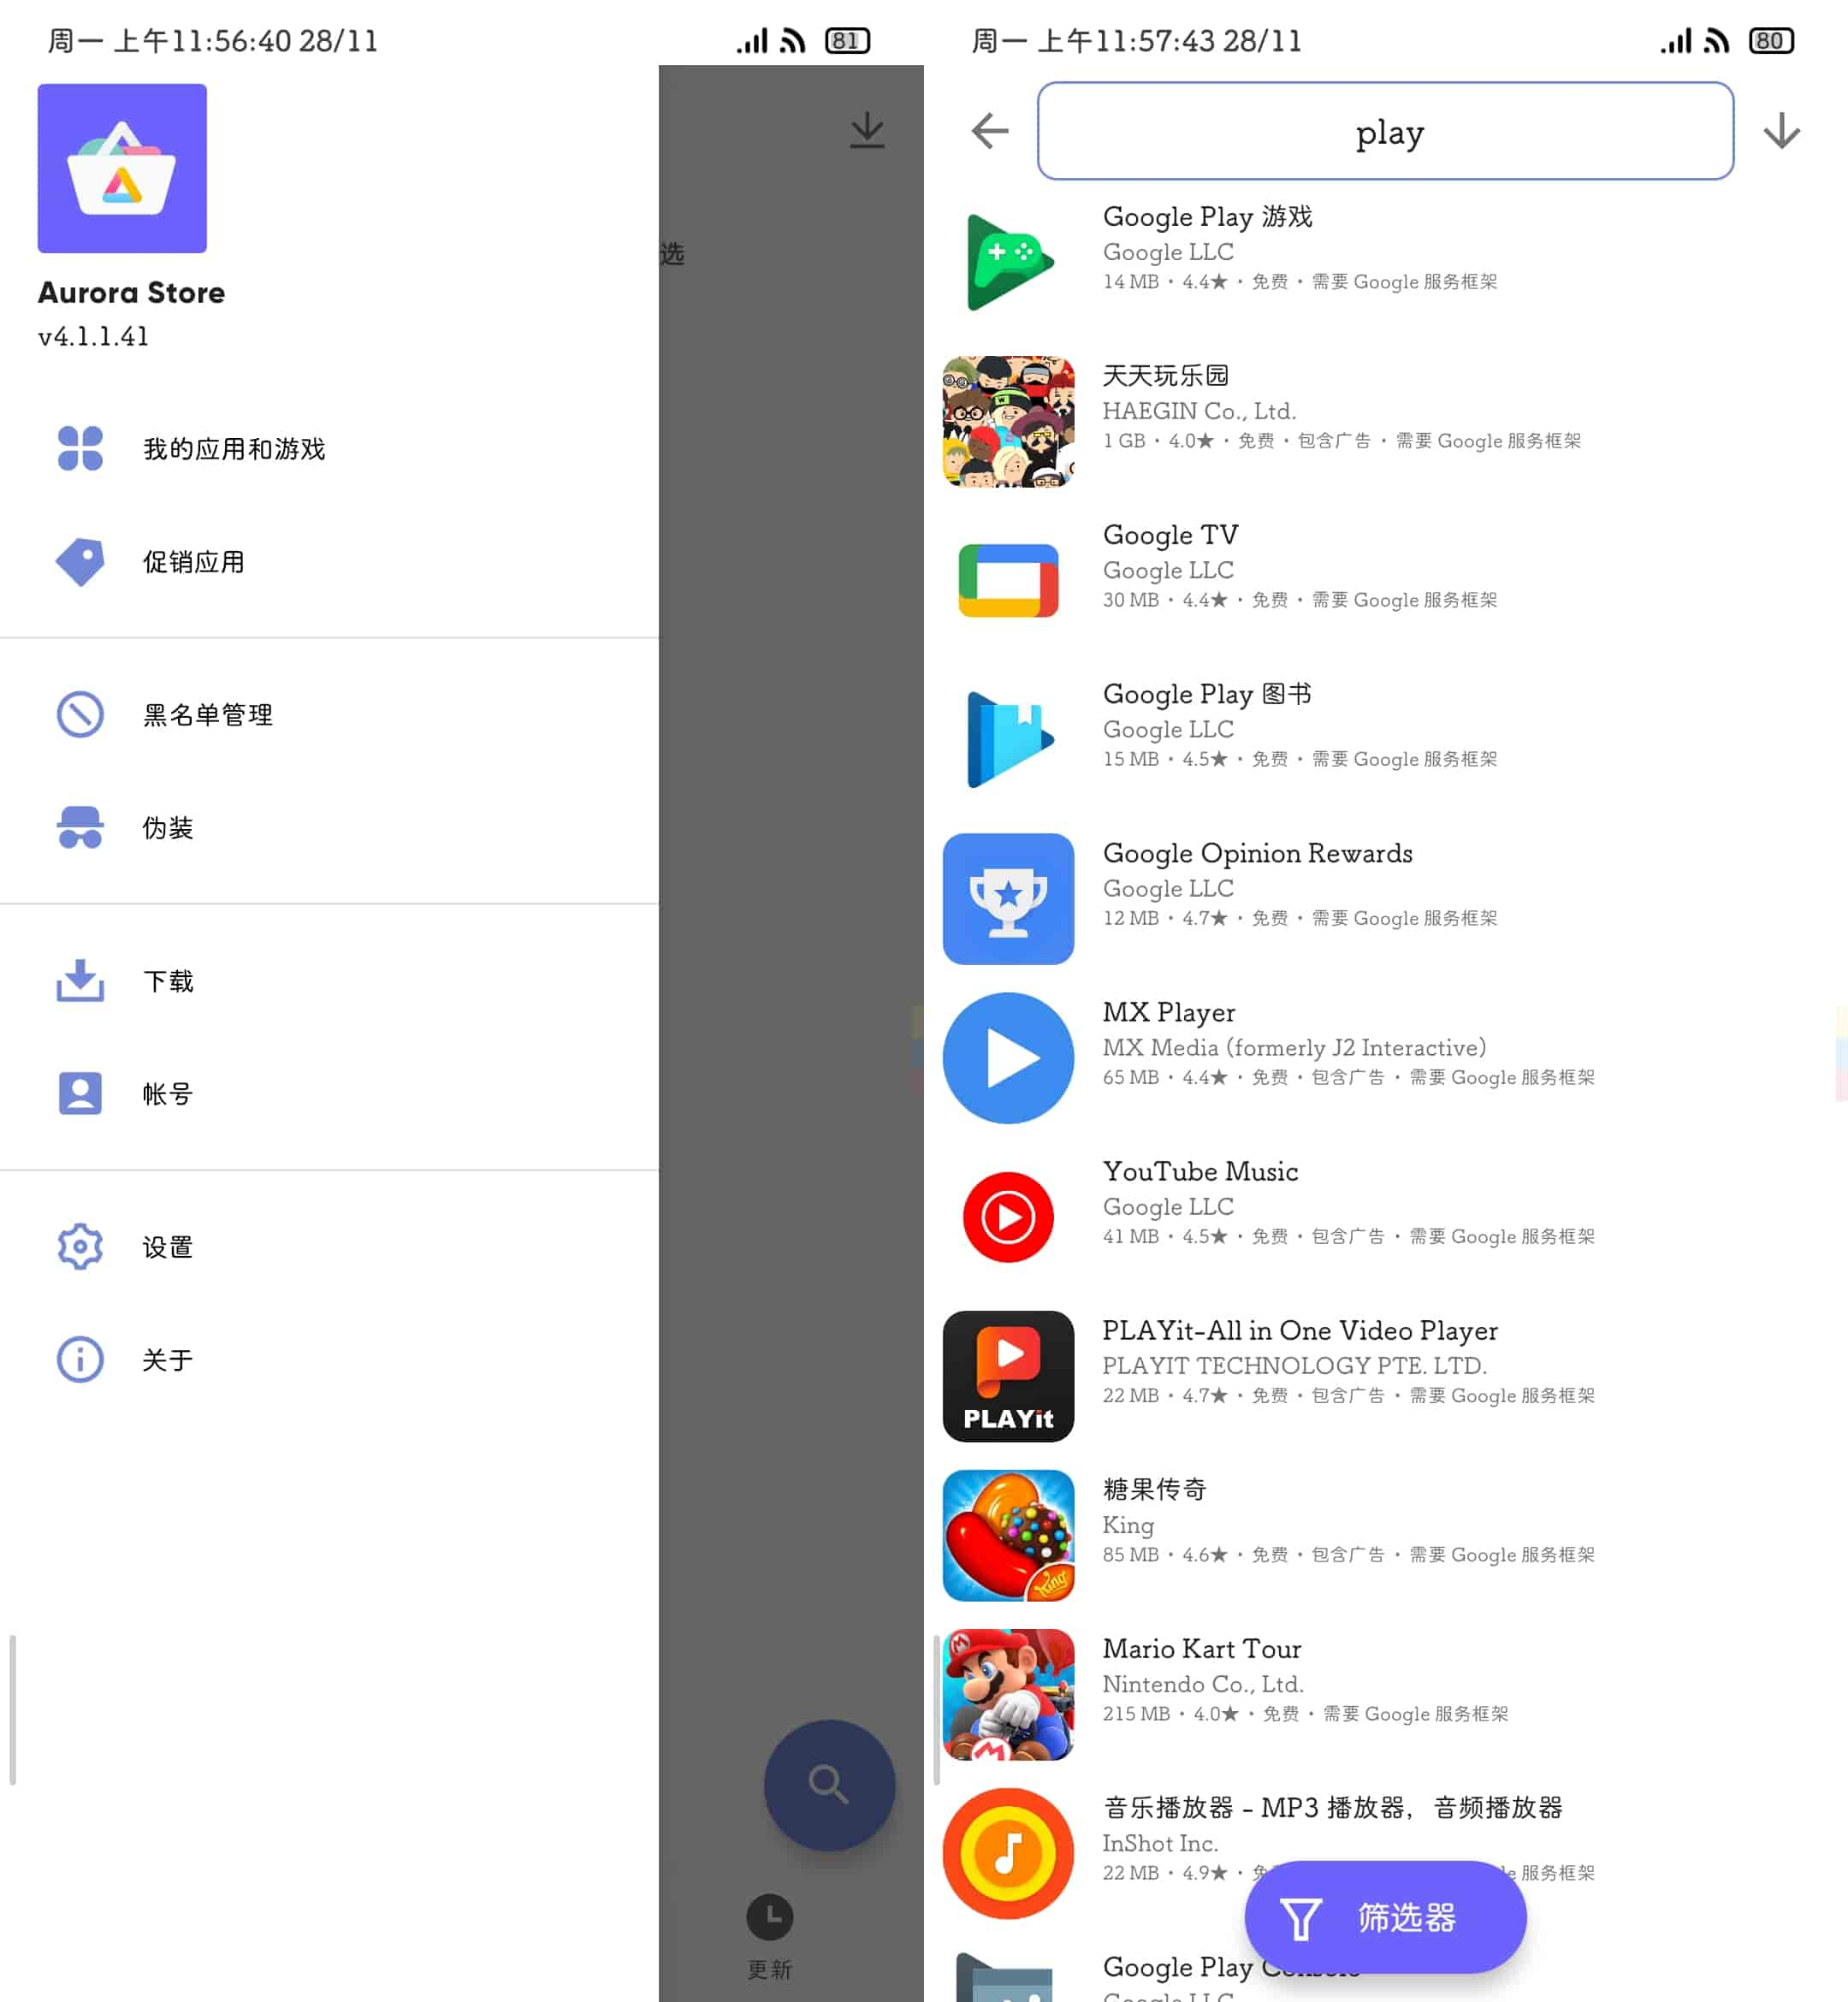 周一 上午11:56:40 28/11
81
选
Aurora Store
v4.1.1.41
我的应用和游戏
促销应用
黑名单管理
伪装
下载
帐号
设置
关于
更新
周一 上午11:57:43 28/11
80
play
Google Play 游戏
Google LLC
14 MB • 4.4★ • 免费 • 需要 Google 服务框架
天天玩乐园
HAEGIN Co., Ltd.
1 GB • 4.0★ • 免费 • 包含广告 • 需要 Google 服务框架
Google TV
Google LLC
30 MB • 4.4★ • 免费 • 需要 Google 服务框架
Google Play 图书
Google LLC
15 MB • 4.5★ • 免费 • 需要 Google 服务框架
Google Opinion Rewards
Google LLC
12 MB • 4.7★ • 免费 • 需要 Google 服务框架
MX Player
MX Media (formerly J2 Interactive)
65 MB • 4.4★ • 免费 • 包含广告 • 需要 Google 服务框架
YouTube Music
Google LLC
41 MB • 4.5★ • 免费 • 包含广告 • 需要 Google 服务框架
PLAYit
PLAYit-All in One Video Player
PLAYIT TECHNOLOGY PTE. LTD.
22 MB • 4.7★ • 免费 • 包含广告 • 需要 Google 服务框架
King
糖果传奇
King
85 MB • 4.6★ • 免费 • 包含广告 • 需要 Google 服务框架
Mario Kart Tour
Nintendo Co., Ltd.
215 MB • 4.0★ • 免费 • 需要 Google 服务框架
音乐播放器 - MP3 播放器，音频播放器
InShot Inc.
22 MB • 4.9★ • 服务框架
筛选器
Google Play
Google LLC